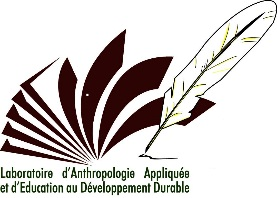 Laboratoire d'Anthropologie Appliquée
et d'Education au Développement Durable